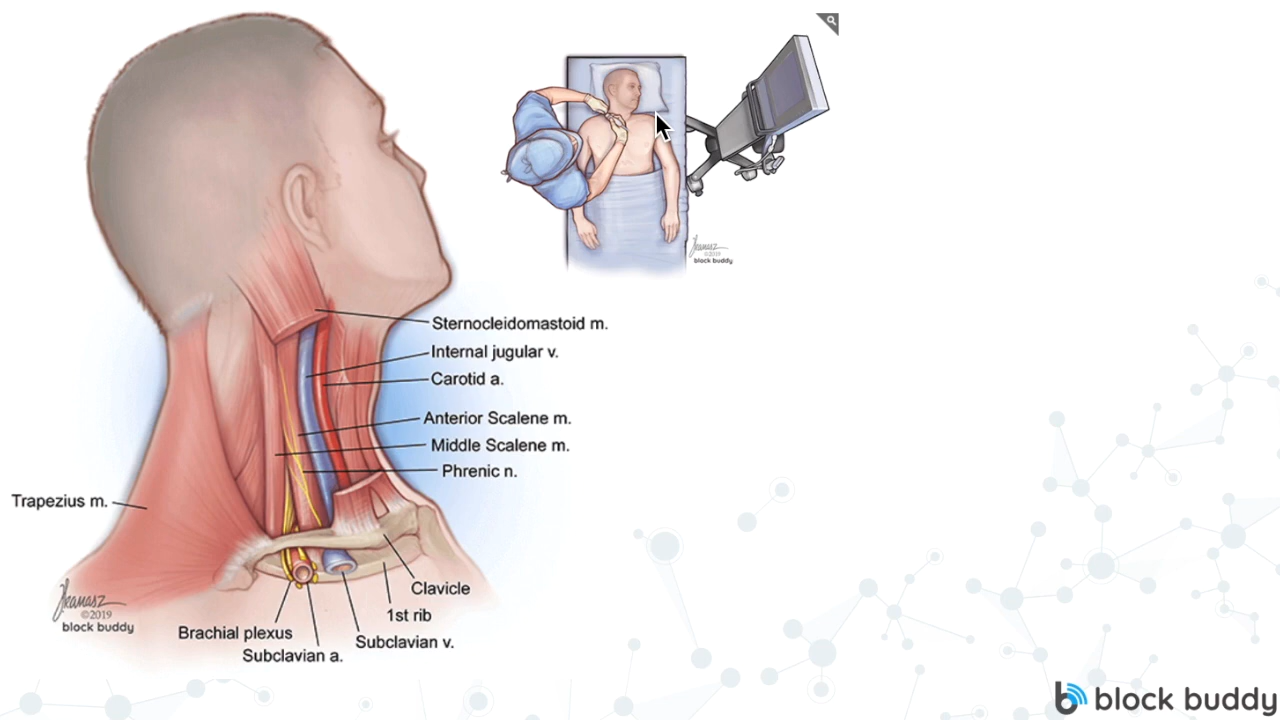 ©2019
block buddy
Sternocleidomastoid m.
Internal jugular v.
Carotid a.
Anterior Scalene m.
Middle Scalene m.
Phrenic n.
Trapezius m.
Clavicle
1st rib
Subclavian v.
Brachial plexus
Subclavian a.
©2019
block buddy
block buddy